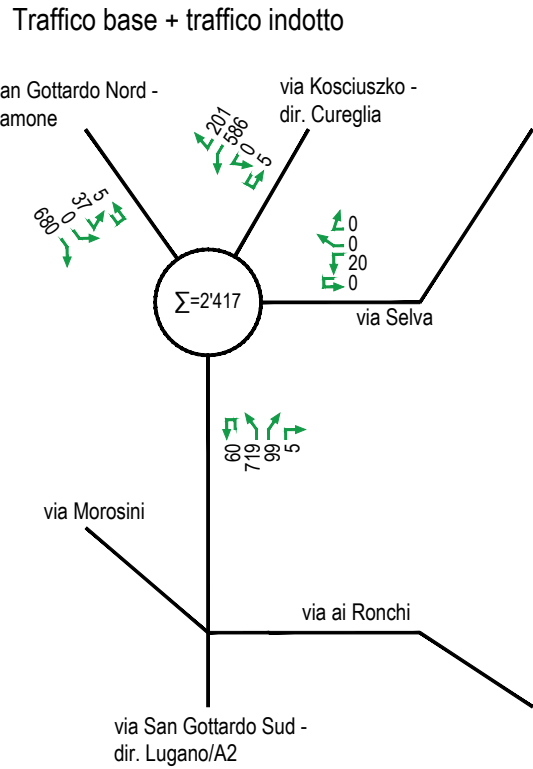 Traffico base + traffico indotto
an Gottardo Nord -
amone
via Kosciuszko -
dir. Cureglia
201
586
0
5
5
37
0
680
0
0
20
0
∑=2'417
via Selva
60
719
99
5
via Morosini
via ai Ronchi
via San Gottardo Sud -
dir. Lugano/A2